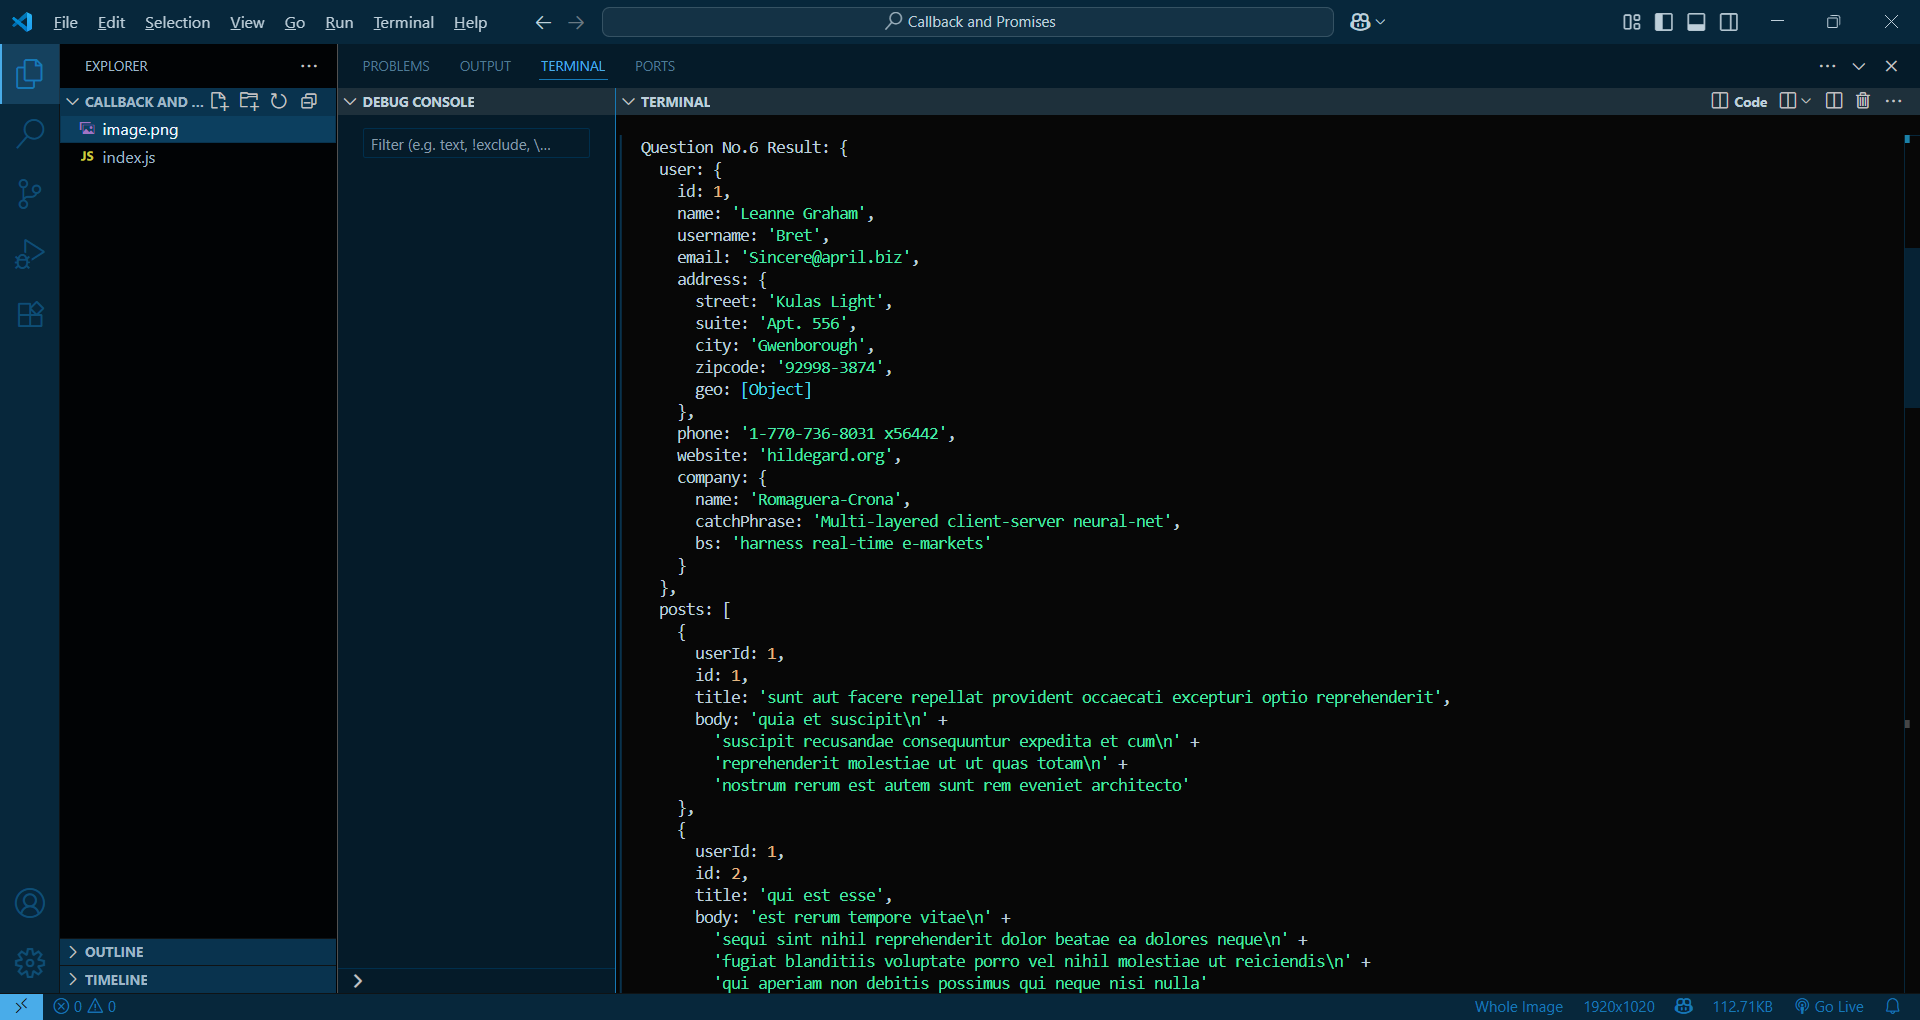 File Edit Selection View Go Run Terminal Help
Callback and Promises
EXPLORER
CALLBACK AND ...
image.png
JS index.js
OUTLINE
TIMELINE
PROBLEMS OUTPUT TERMINAL PORTS
DEBUG CONSOLE
Filter (e.g. text, !exclude, \...
TERMINAL
Code
Question No.6 Result: {
user: {
id: 1,
name: 'Leanne Graham',
username: 'Bret',
email: 'Sincere@april.biz',
address: {
street: 'Kulas Light',
suite: 'Apt. 556',
city: 'Gwenborough',
zipcode: '92998-3874',
geo: [Object]
},
phone: '1-770-736-8031 x56442',
website: 'hildegard.org',
company: {
name: 'Romaguera-Crona',
catchPhrase: 'Multi-layered client-server neural-net',
bs: 'harness real-time e-markets'
}
},
posts: [
{
userId: 1,
id: 1,
title: 'sunt aut facere repellat provident occaecati excepturi optio reprehenderit',
body: 'quia et suscipit\n' +
'suscipit recusandae consequuntur expedita et cum\n' +
'reprehenderit molestiae ut ut quas totam\n' +
'nostrum rerum est autem sunt rem eveniet architecto'
},
{
userId: 1,
id: 2,
title: 'qui est esse',
body: 'est rerum tempore vitae\n' +
'sequi sint nihil reprehenderit dolor beatae ea dolores neque\n' +
'fugiat blanditiis voluptate porro vel nihil molestiae ut reiciendis\n' +
'qui aperiam non debitis possimus qui neque nisi nulla'
0 0
Whole Image 1920x1020 112.71KB Go Live